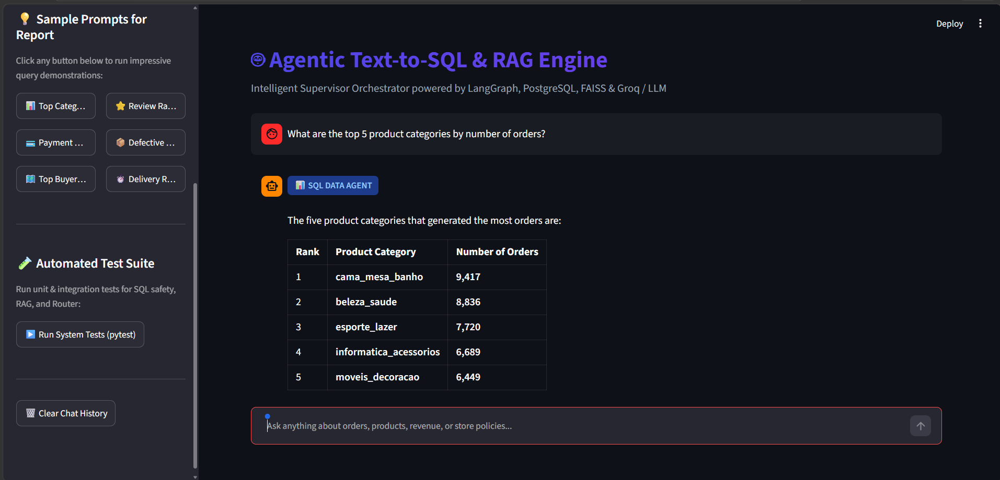 💡 Sample Prompts for
Report
Click any button below to run impressive
query demonstrations:
📊 Top Categ...
⭐ Review Ra...
💳 Payment ...
📦 Defective ...
🗺️ Top Buyer...
⏱️ Delivery R...
🧪 Automated Test Suite
Run unit & integration tests for SQL safety,
RAG, and Router:
▶️ Run System Tests (pytest)
🗑️ Clear Chat History
Deploy
Agentic Text-to-SQL & RAG Engine
Intelligent Supervisor Orchestrator powered by LangGraph, PostgreSQL, FAISS & Groq / LLM
What are the top 5 product categories by number of orders?
📊 SQL DATA AGENT
The five product categories that generated the most orders are:
Rank Product Category Number of Orders
1 cama_mesa_banho 9,417
2 beleza_saude 8,836
3 esporte_lazer 7,720
4 informatica_acessorios 6,689
5 moveis_decoracao 6,449
Ask anything about orders, products, revenue, or store policies...